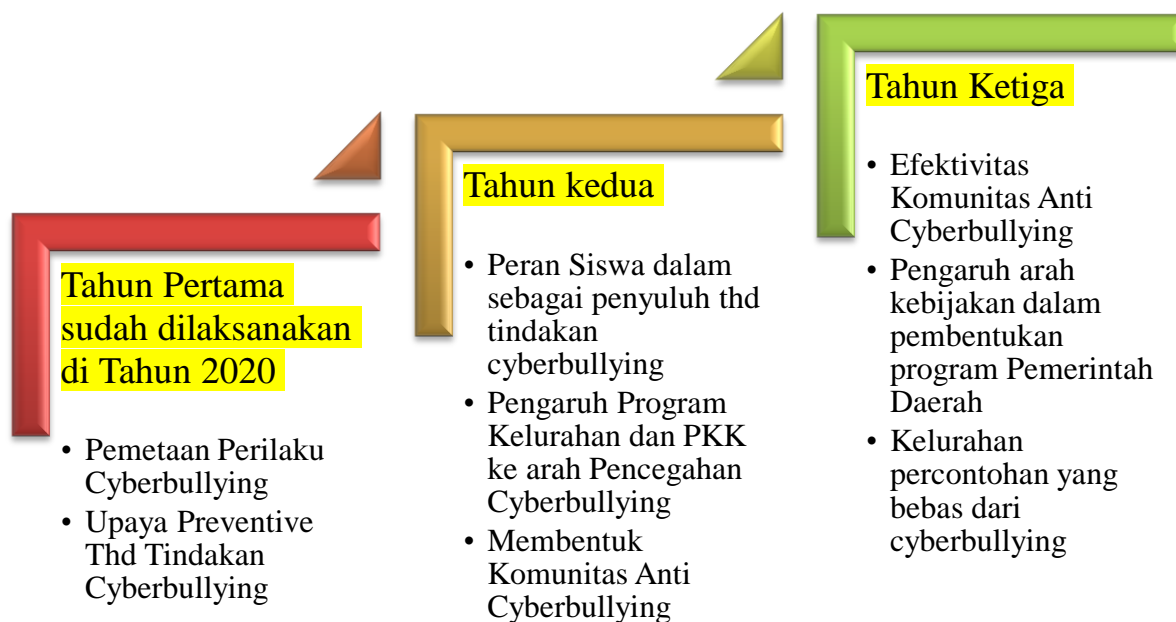 Tahun Pertama
sudah dilaksanakan
di Tahun 2020
• Pemetaan Perilaku
Cyberbullying
• Upaya Preventive
Thd Tindakan
Cyberbullying
Tahun kedua
• Peran Siswa dalam
sebagai penyuluh thd
tindakan
cyberbullying
• Pengaruh Program
Kelurahan dan PKK
ke arah Pencegahan
Cyberbullying
• Membentuk
Komunitas Anti
Cyberbullying
Tahun Ketiga
• Efektivitas
Komunitas Anti
Cyberbullying
• Pengaruh arah
kebijakan dalam
pembentukan
program Pemerintah
Daerah
• Kelurahan
percontohan yang
bebas dari
cyberbullying